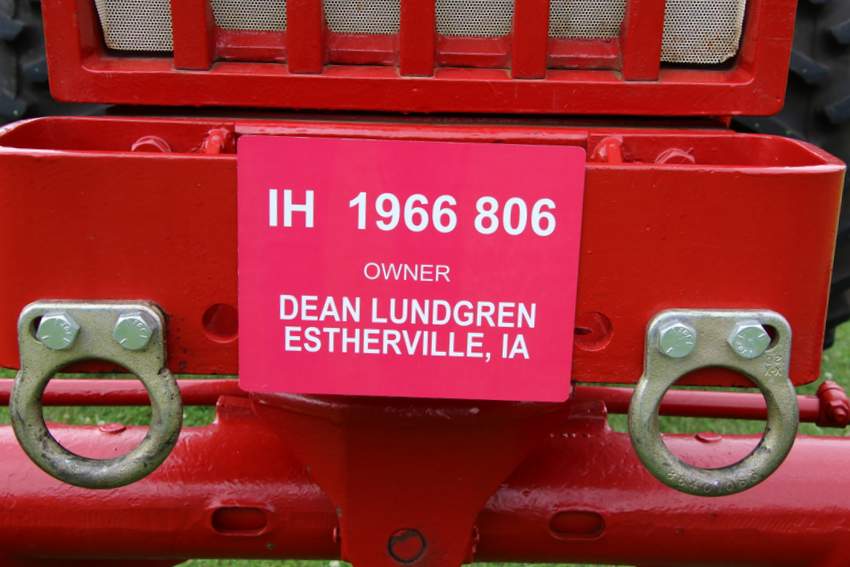 IH 1966 806
OWNER
DEAN LUNDGREN
ESTHERVILLE, IA